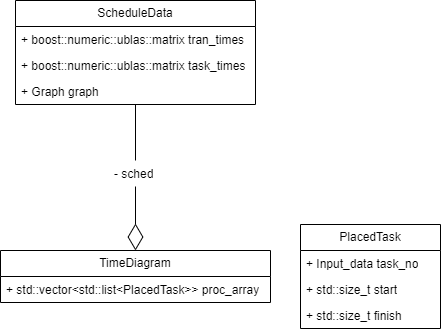 ScheduleData
+ boost::numeric::ublas::matrix tran_times
+ boost::numeric::ublas::matrix task_times
+ Graph graph
- sched
TimeDiagram
+ std::vector<std::list<PlacedTask>> proc_array
PlacedTask
+ Input_data task_no
+ std::size_t start
+ std::size_t finish